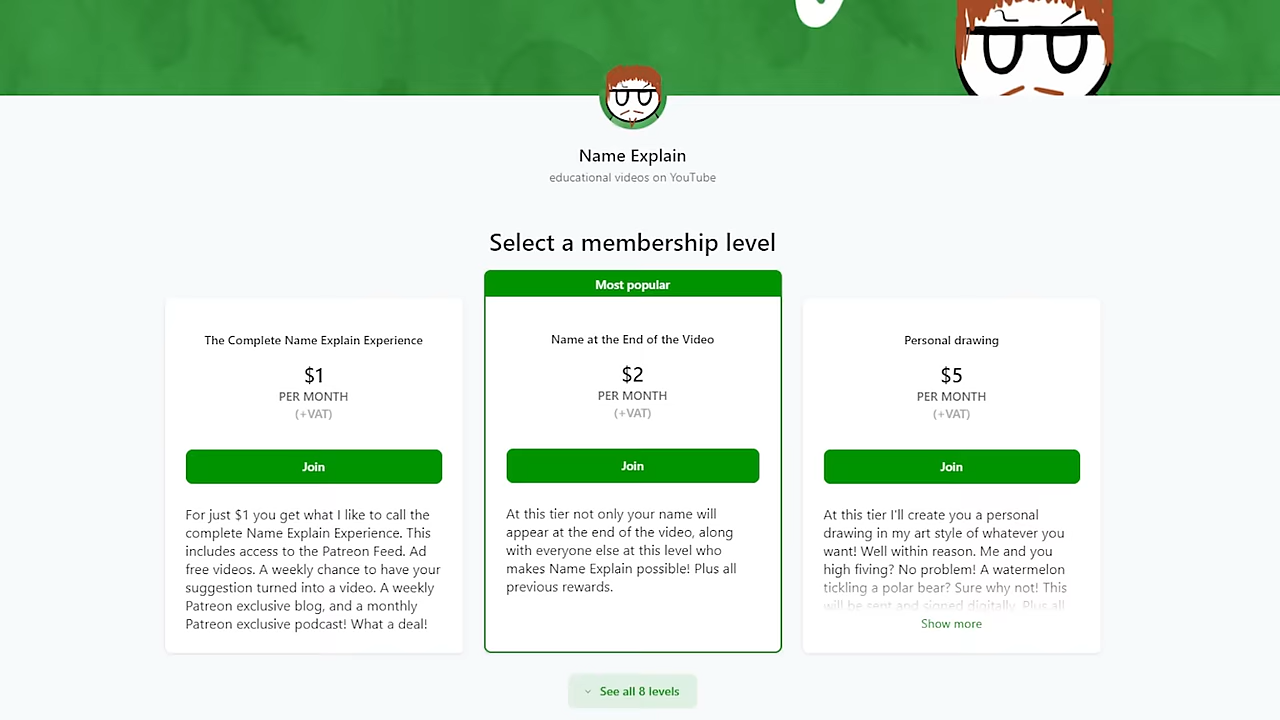 Name Explain
educational videos on YouTube
Select a membership level
Most popular
The Complete Name Explain Experience
$1
PER MONTH
(+VAT)
Join
For just $1 you get what I like to call the
complete Name Explain Experience. This
includes access to the Patreon Feed. Ad
free videos. A weekly chance to have your
suggestion turned into a video. A weekly
Patreon exclusive blog, and a monthly
Patreon exclusive podcast! What a deal!
Name at the End of the Video
$2
PER MONTH
(+VAT)
Join
At this tier not only your name will
appear at the end of the video, along
with everyone else at this level who
makes Name Explain possible! Plus all
previous rewards.
Personal drawing
$5
PER MONTH
(+VAT)
Join
At this tier I'll create you a personal
drawing in my art style of whatever you
want! Well within reason. Me and you
high fiving? No problem! A watermelon
tickling a polar bear? Sure why not! This
will be sent and signed digitally. Plus all
Show more
See all 8 levels